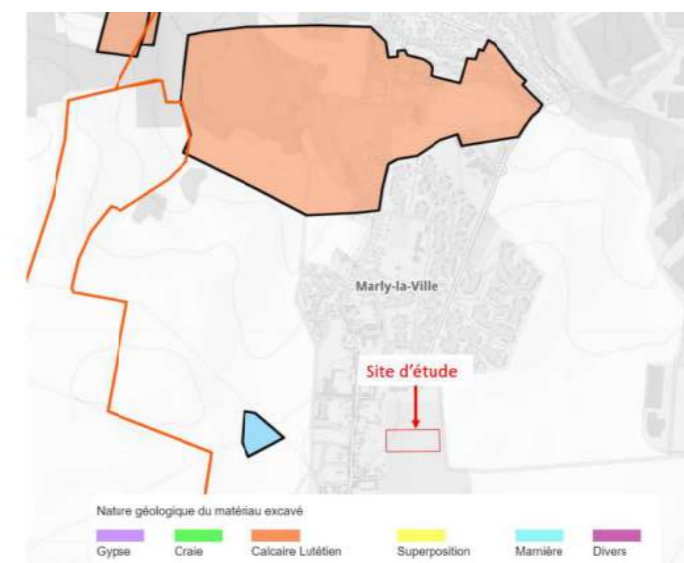 Marly-la-Ville
Site d'étude
Nature géologique du matériau excavé
Gypse Craie Calcaire Lutétien Superposition Marnière Divers